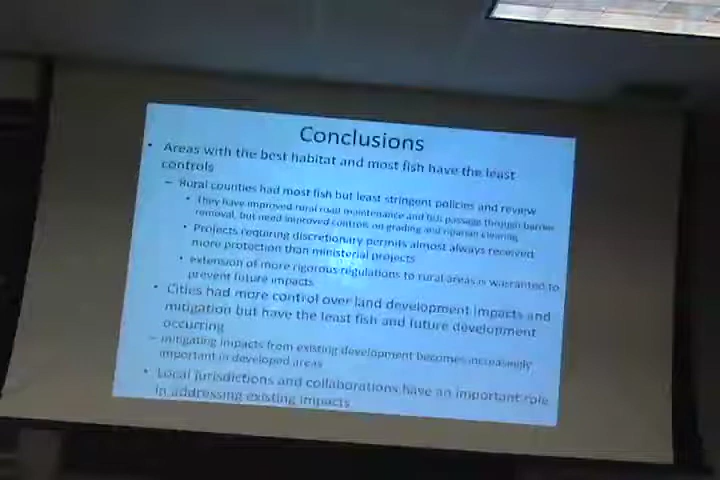 Conclusions
• Areas with the best habitat and most fish have the least
controls
– Rural counties had most fish but least stringent policies and review
• They have improved rural road maintenance and fish passage through barrier
removal, but need improved controls on grading and riparian clearing
• Projects requiring discretionary permits almost always received
more protection than ministerial projects
• extension of more rigorous regulations to rural areas is warranted to
prevent future impacts
• Cities had more control over land development impacts and
mitigation but have the least fish and future development
occurring
– mitigating impacts from existing development becomes increasingly
important in developed areas
• Local jurisdictions and collaborations have an important role
in addressing existing impacts